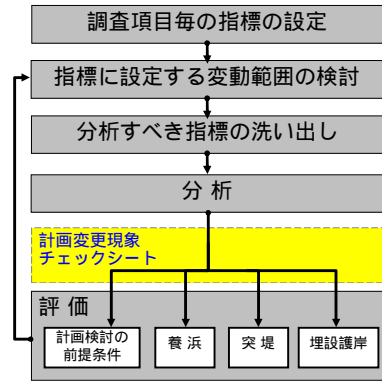 調査項目毎の指標の設定
指標に設定する変動範囲の検討
分析すべき指標の洗い出し
分 析
計画変更現象
チェックシート
評 価
計画検討の
前提条件
養 浜
突 堤
埋設護岸